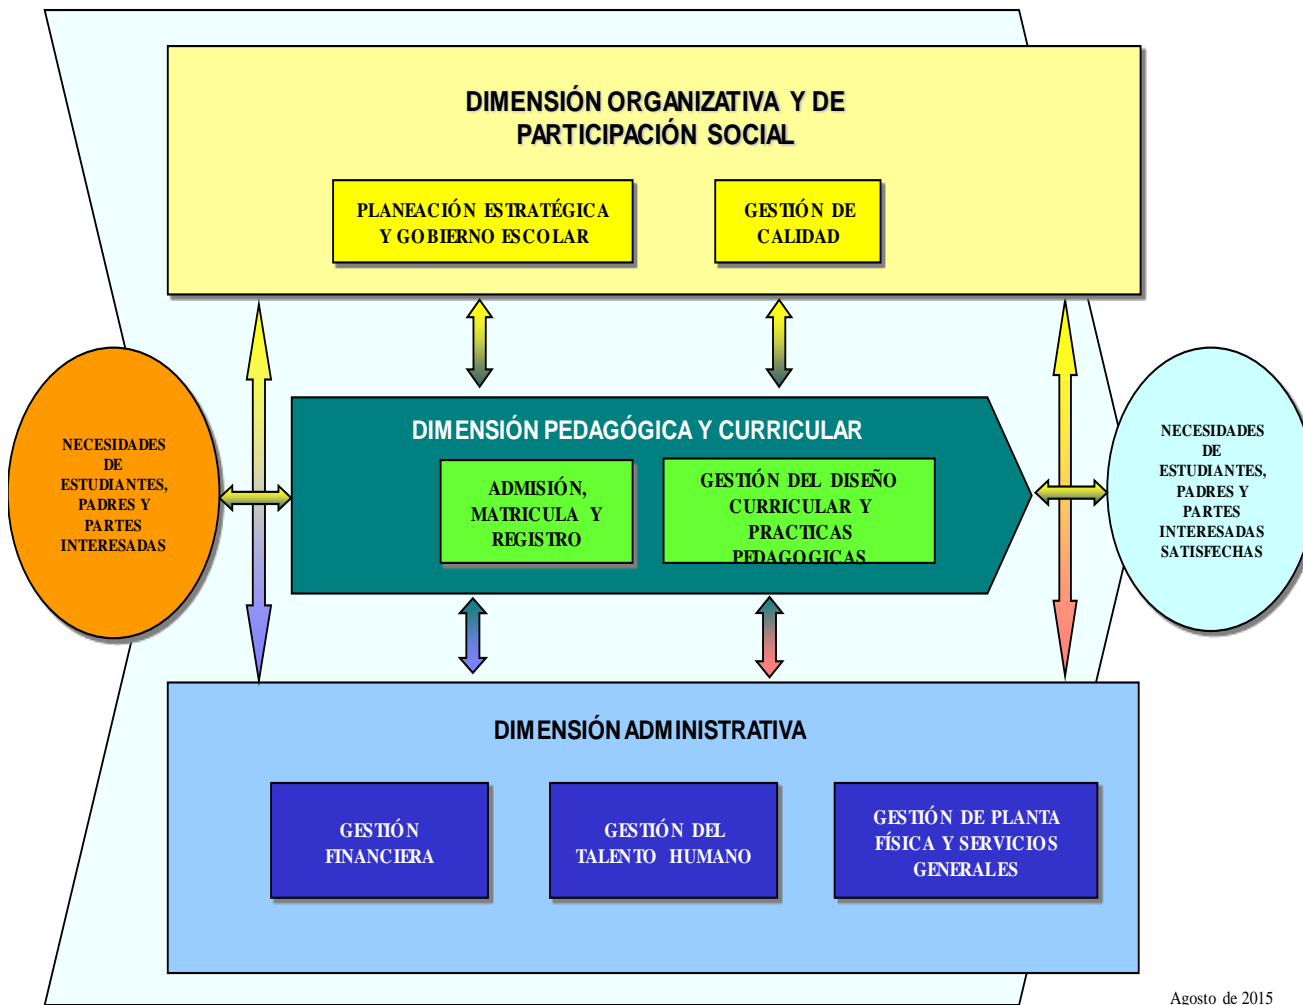 DIMENSIÓN ORGANIZATIVA Y DE
PARTICIPACIÓN SOCIAL
PLANEACIÓN ESTRATÉGICA
Y GOBIERNO ESCOLAR
GESTIÓN DE
CALIDAD
NECESIDADES
DE
ESTUDIANTES,
PADRES Y
PARTES
INTERESADAS
DIMENSIÓN PEDAGÓGICA Y CURRICULAR
ADMISIÓN,
MATRICULA Y
REGISTRO
GESTIÓN DEL DISEÑO
CURRICULAR Y
PRACTICAS
PEDAGOGICAS
NECESIDADES
DE
ESTUDIANTES,
PADRES Y
PARTES
INTERESADAS
SATISFECHAS
DIMENSIÓN ADMINISTRATIVA
GESTIÓN
FINANCIERA
GESTIÓN DEL
TALENTO HUMANO
GESTIÓN DE PLANTA
FÍSICA Y SERVICIOS
GENERALES
Agosto de 2015